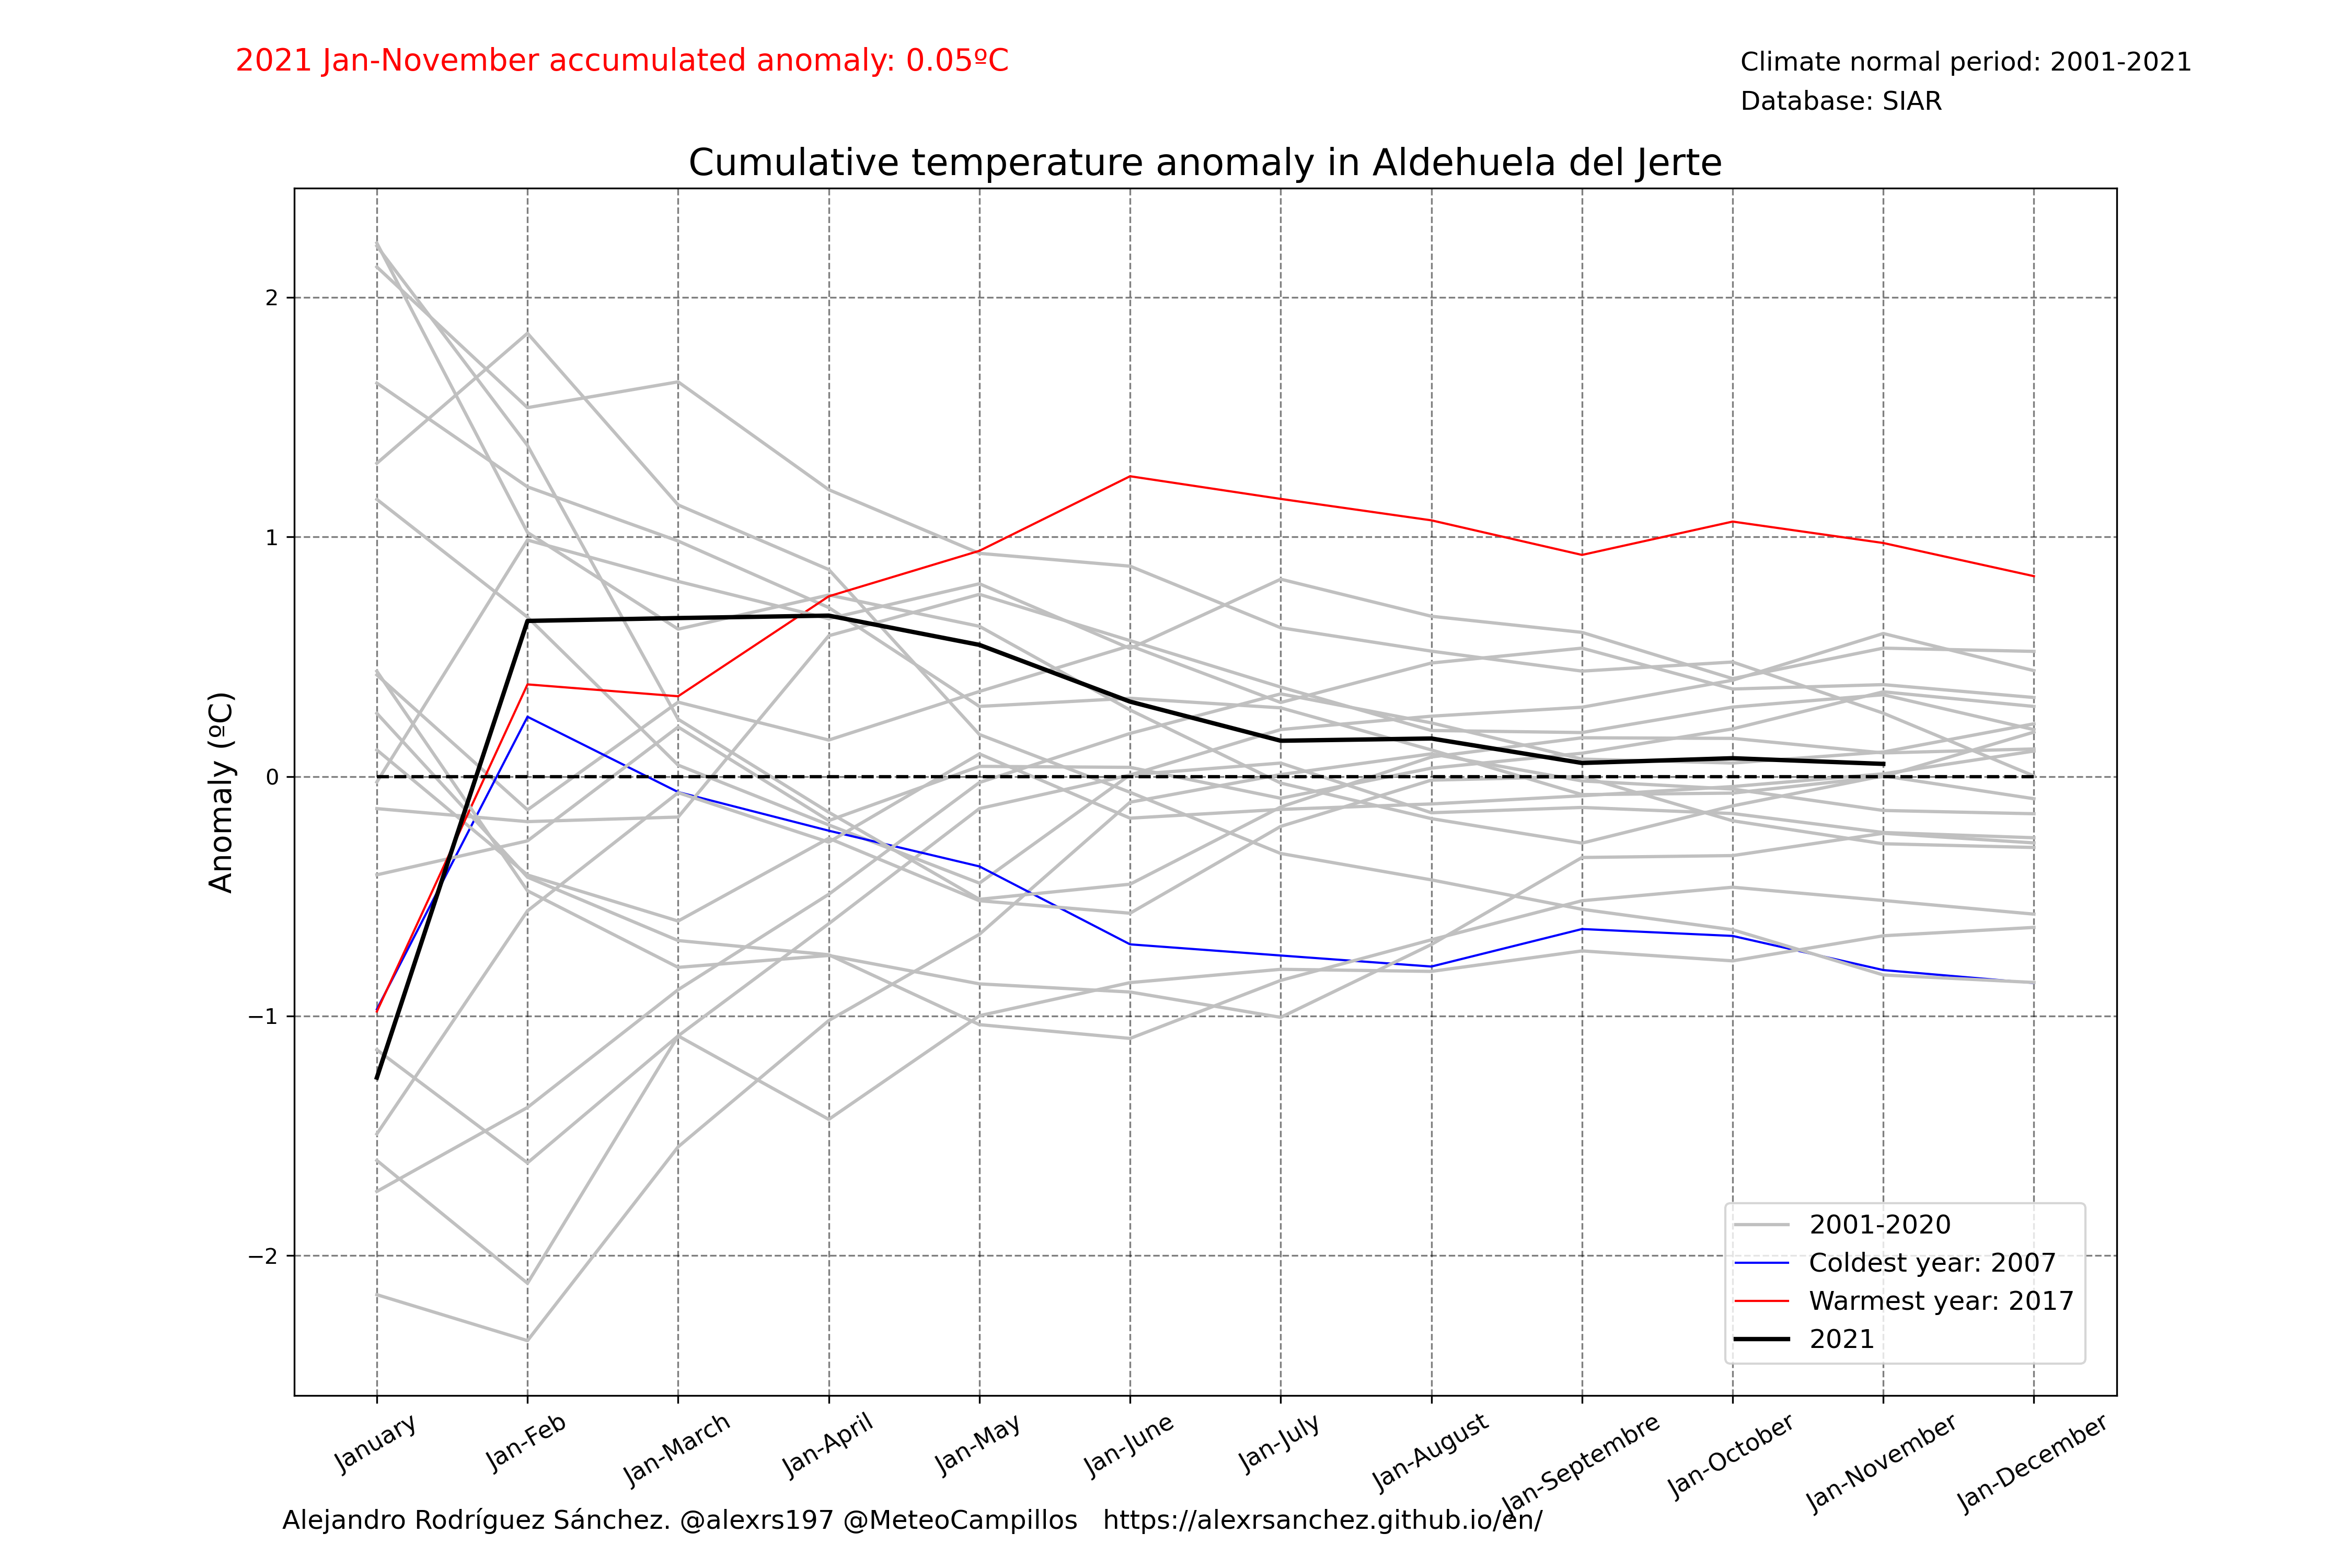 2021 Jan-November accumulated anomaly: 0.05ºC
Climate normal period: 2001-2021
Database: SIAR
Cumulative temperature anomaly in Aldehuela del Jerte
Anomaly (ºC)
2
1
0
−1
−2
2001-2020
Coldest year: 2007
Warmest year: 2017
2021
January
Jan-Feb
Jan-March
Jan-April
Jan-May
Jan-June
Jan-July
Jan-August
Jan-Septembre
Jan-October
Jan-November
Jan-December
Alejandro Rodríguez Sánchez. @alexrs197 @MeteoCampillos https://alexrsanchez.github.io/en/